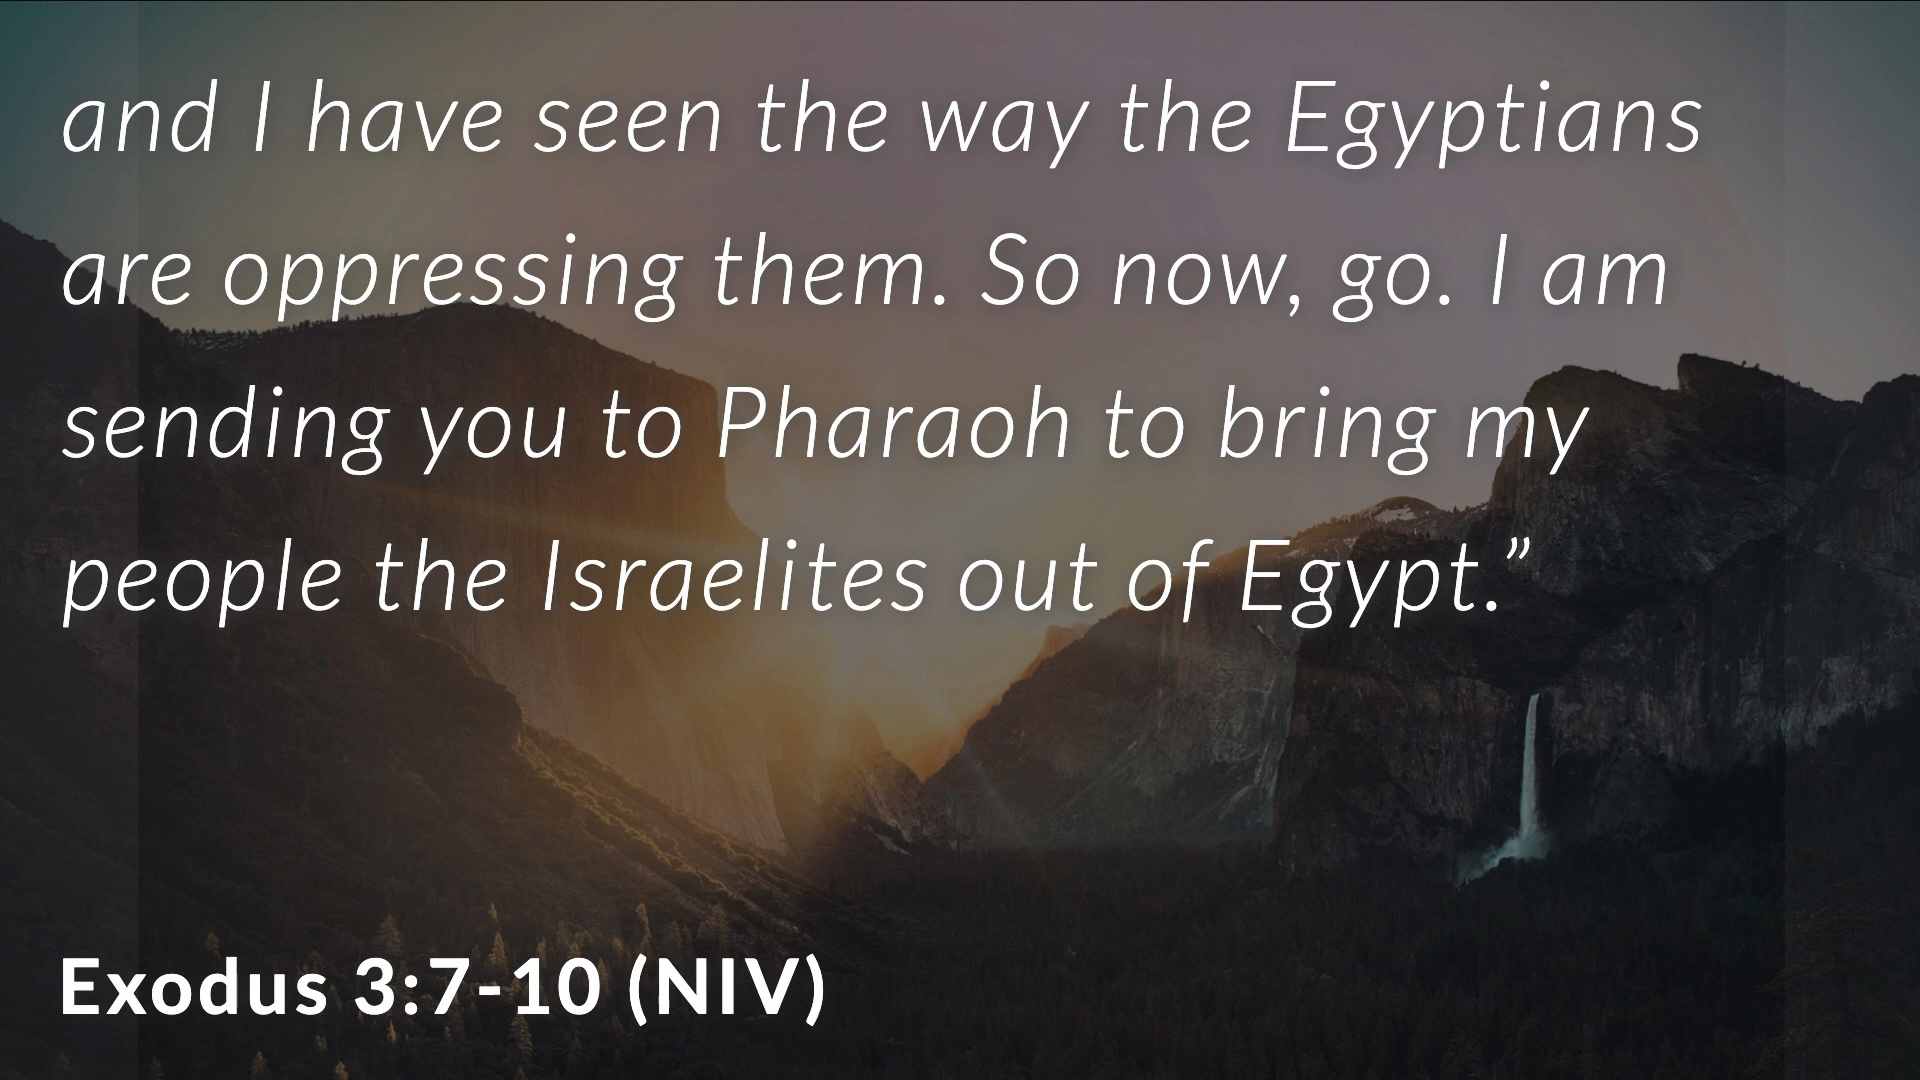 and I have seen the way the Egyptians
are oppressing them. So now, go. I am
sending you to Pharaoh to bring my
people the Israelites out of Egypt.”
Exodus 3:7-10 (NIV)